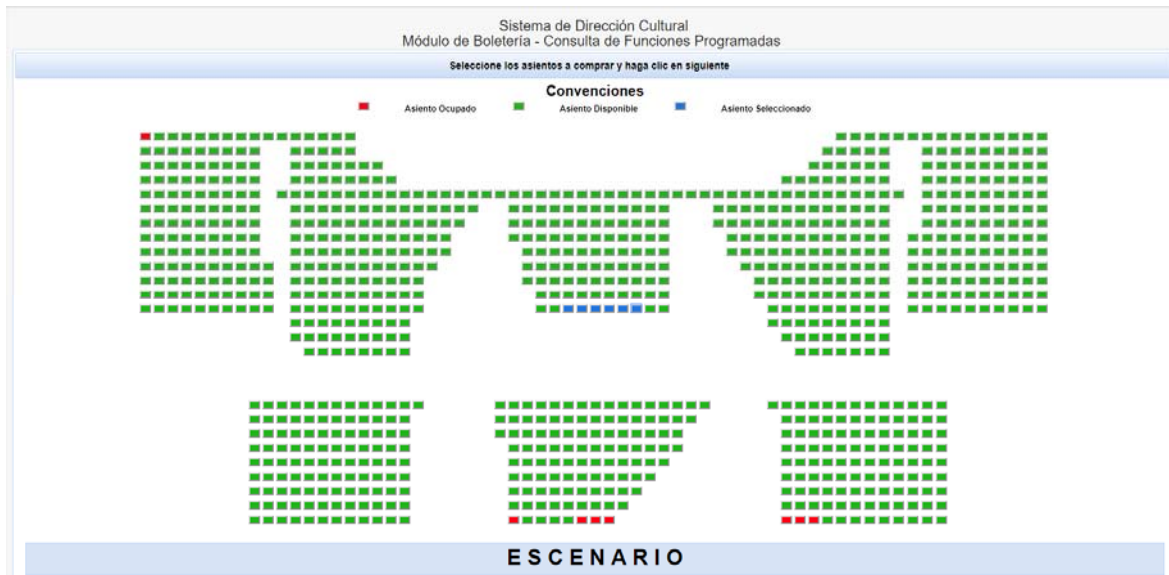 Sistema de Dirección Cultural
Módulo de Boletería - Consulta de Funciones Programadas
Seleccione los asientos a comprar y haga clic en siguiente
Convenciones
Asiento Ocupado Asiento Disponible Asiento Seleccionado
ESCENARIO